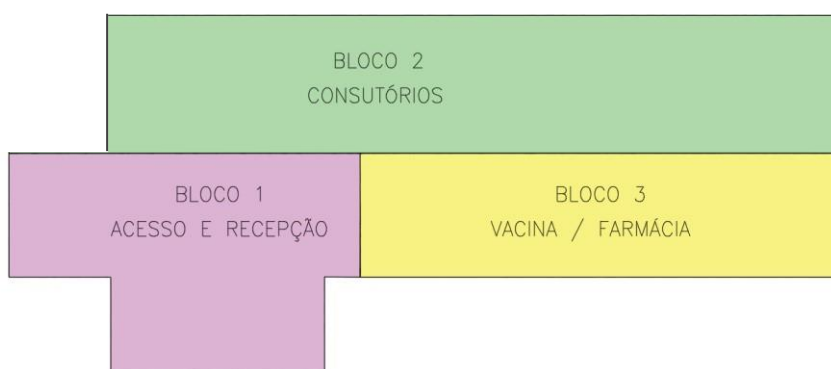 BLOCO 2
CONSUTÓRIOS
BLOCO 1
ACESSO E RECEPÇÃO
BLOCO 3
VACINA / FARMÁCIA